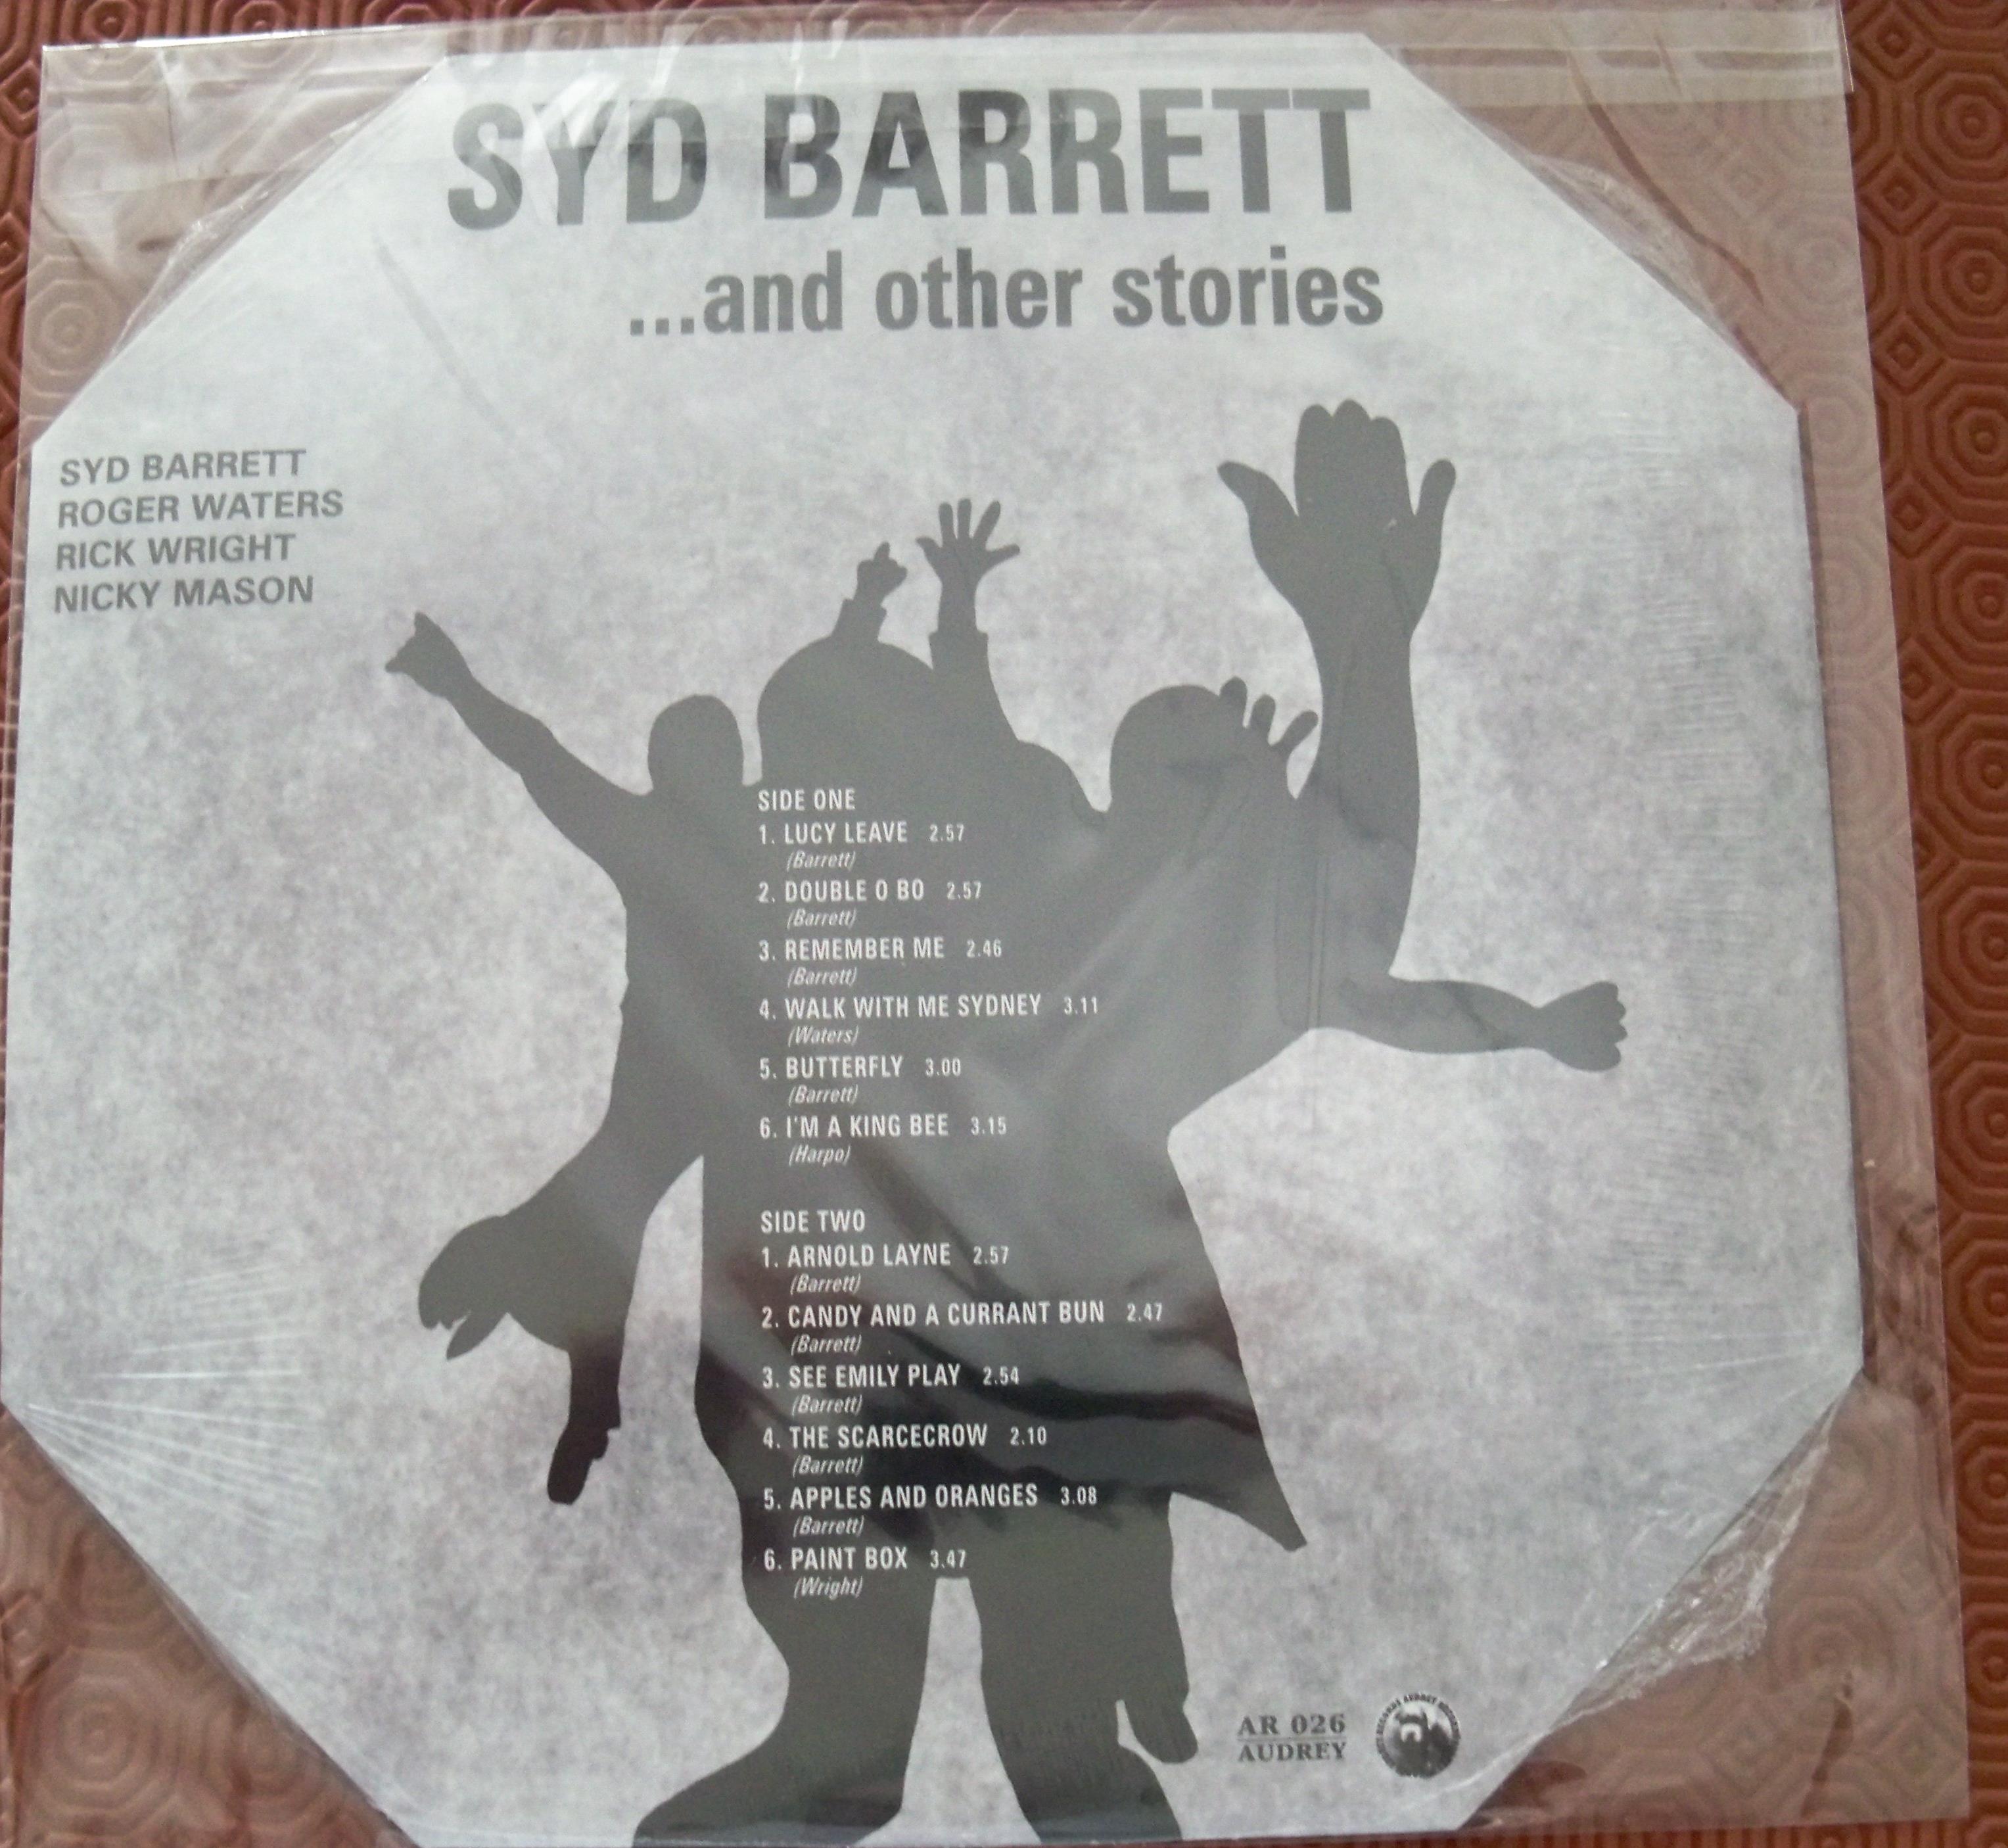 SYD BARRETT
...and other stories
SYD BARRETT
ROGER WATERS
RICK WRIGHT
NICKY MASON
SIDE ONE
1. LUCY LEAVE 2.57
(Barrett)
2. DOUBLE O BO 2.57
(Barrett)
3. REMEMBER ME 2.46
(Barrett)
4. WALK WITH ME SYDNEY 3.11
(Waters)
5. BUTTERFLY 3.00
(Barrett)
6. I'M A KING BEE 3.15
(Harpo)
SIDE TWO
1. ARNOLD LAYNE 2.57
(Barrett)
2. CANDY AND A CURRANT BUN 2.47
(Barrett)
3. SEE EMILY PLAY 2.54
(Barrett)
4. THE SCARCECROW 2.10
(Barrett)
5. APPLES AND ORANGES 3.08
(Barrett)
6. PAINT BOX 3.47
(Wright)
AR 026
AUDREY